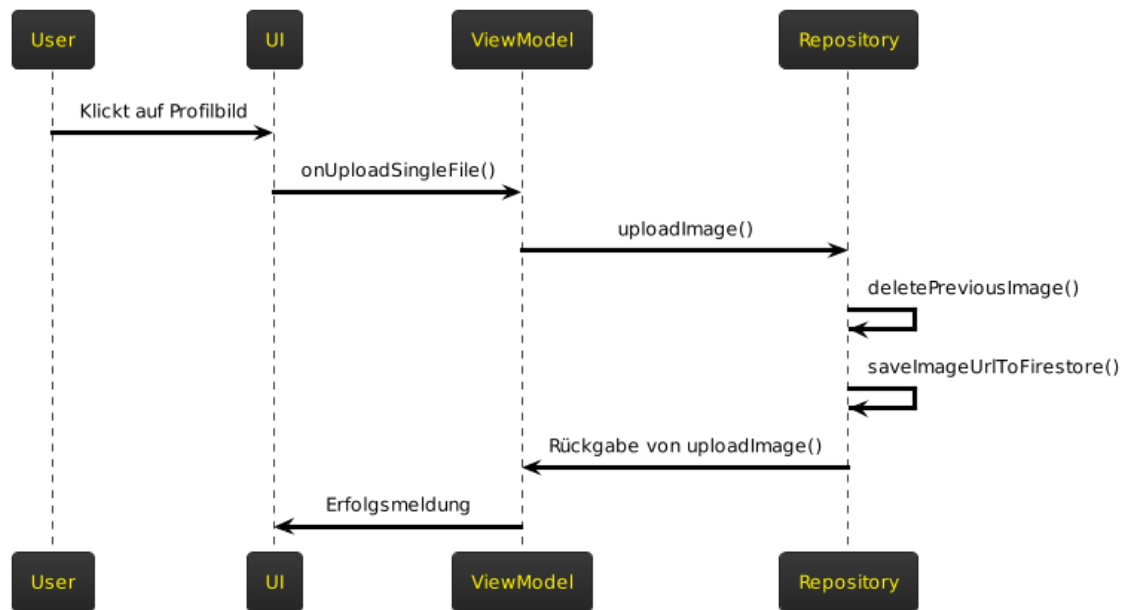 User
UI
ViewModel
Repository
Klickt auf Profilbild
onUploadSingleFile()
uploadImage()
deletePreviousImage()
saveImageUrlToFirestore()
Rückgabe von uploadImage()
Erfolgsmeldung
User
UI
ViewModel
Repository